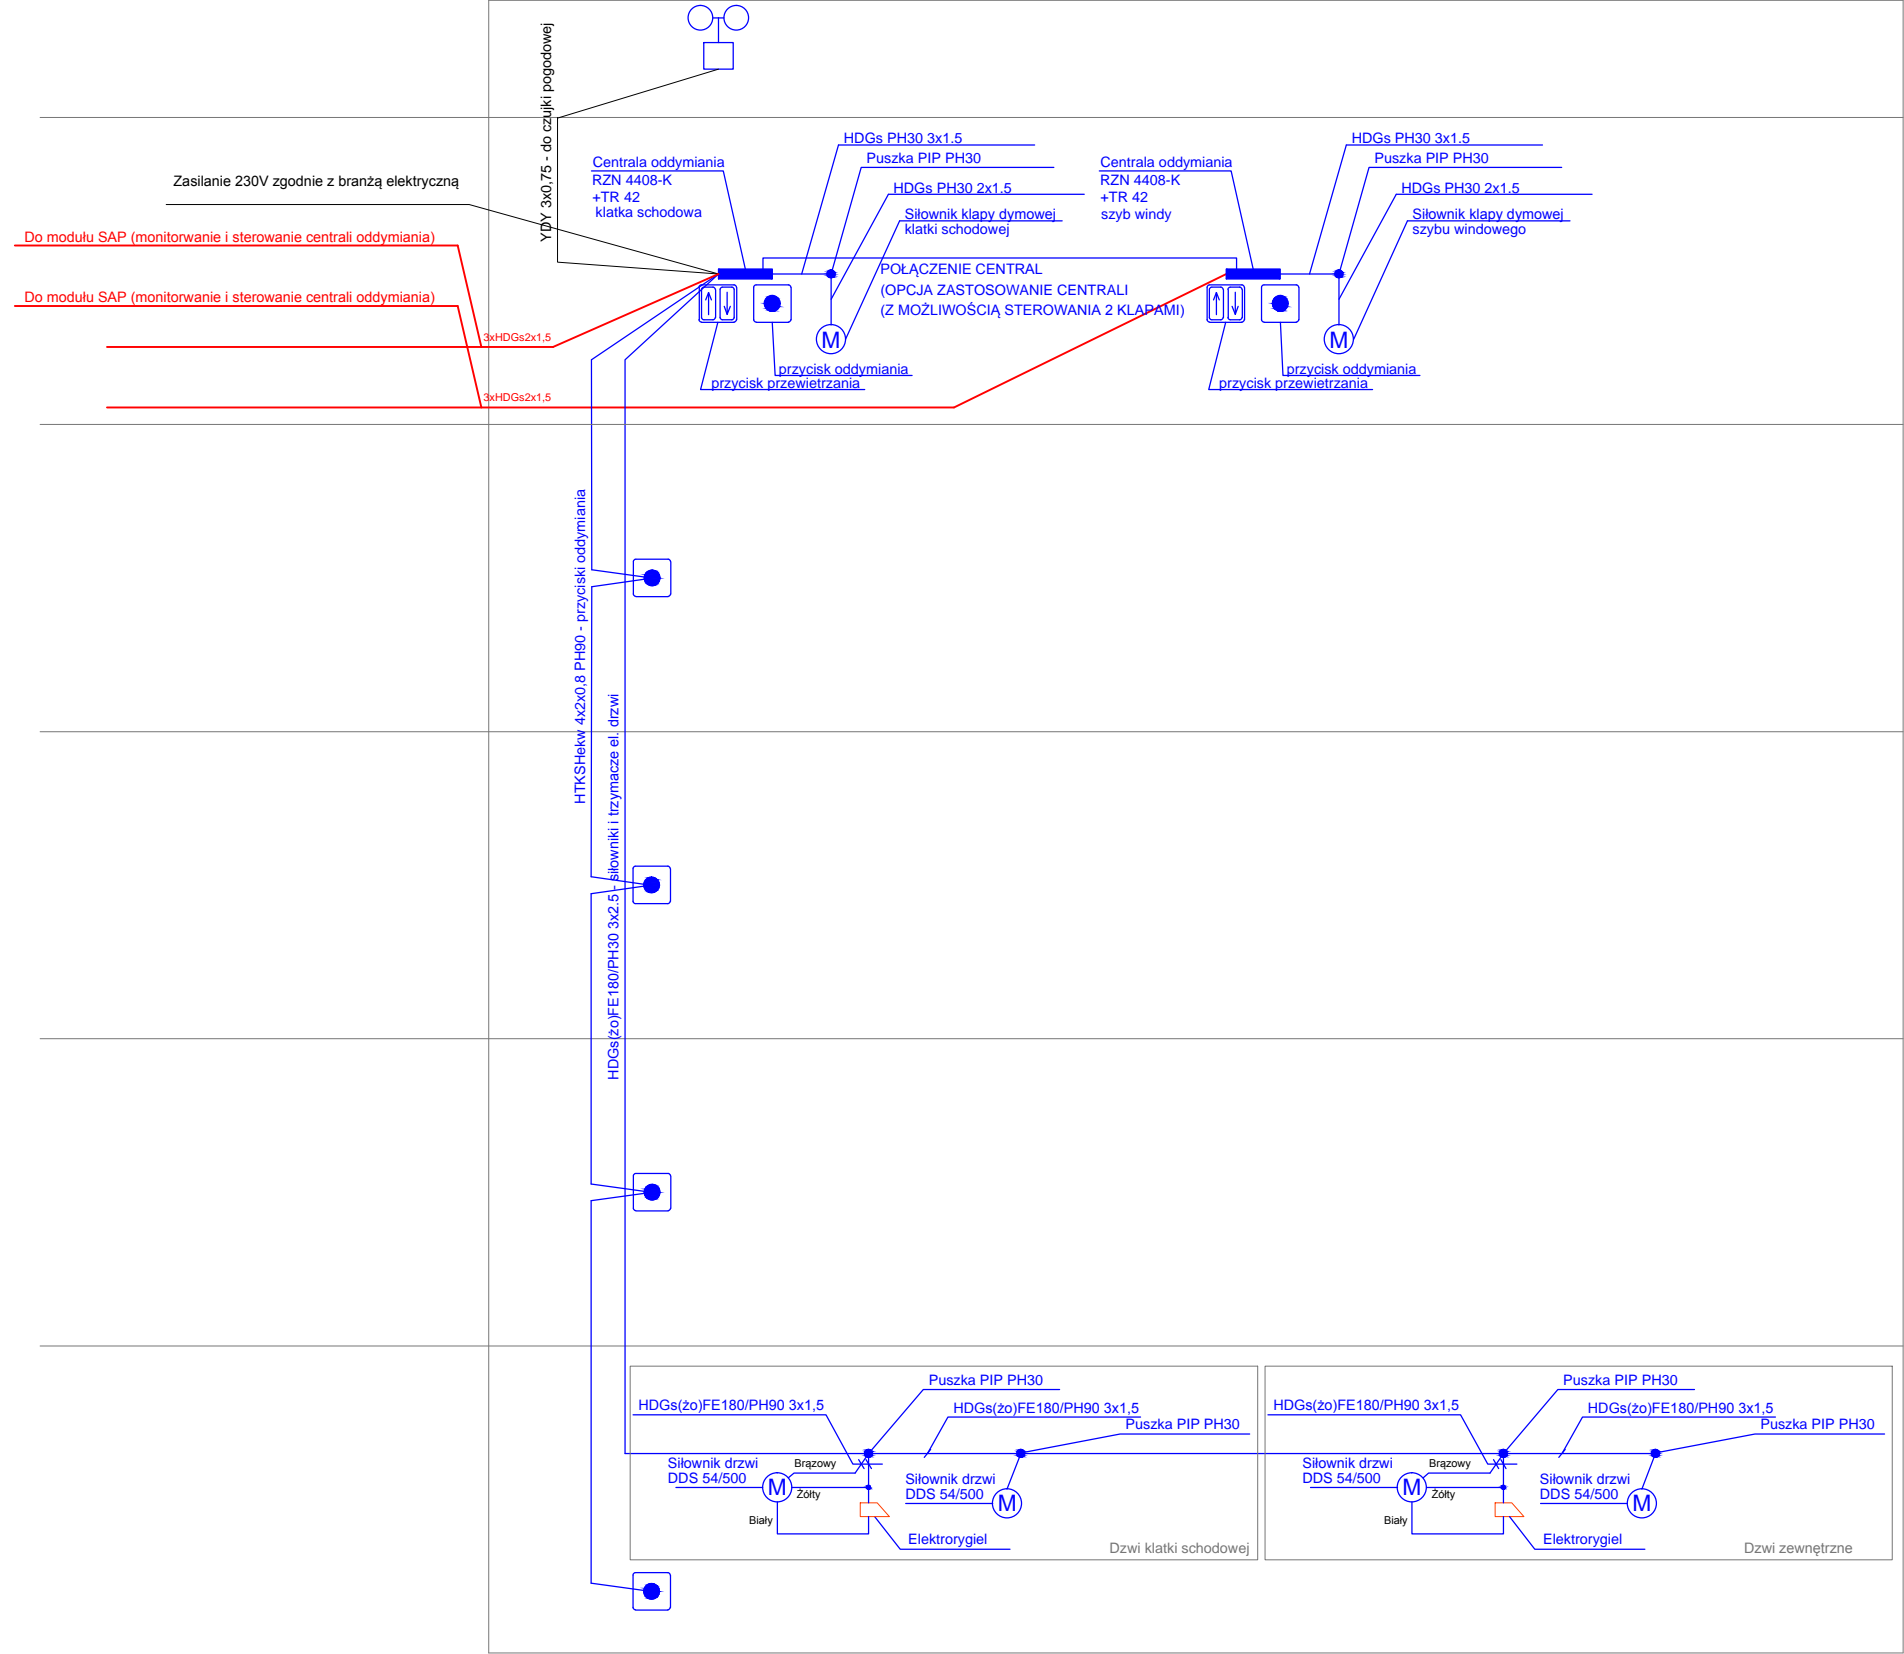 YDY 3x0,75 - do czujki pogodowej
Zasilanie 230V zgodnie z branżą elektryczną
Do modułu SAP (monitorwanie i sterowanie centrali oddymiania)
Do modułu SAP (monitorwanie i sterowanie centrali oddymiania)
3xHDGs2x1,5
3xHDGs2x1,5
Centrala oddymiania
RZN 4408-K
+TR 42
klatka schodowa
HDGs PH30 3x1.5
Puszka PIP PH30
HDGs PH30 2x1.5
Siłownik klapy dymowej
klatki schodowej
POŁĄCZENIE CENTRAL
(OPCJA ZASTOSOWANIE CENTRALI
(Z MOŻLIWOŚCIĄ STEROWANIA 2 KLAPAMI)
M
przycisk oddymiania
przycisk przewietrzania
Centrala oddymiania
RZN 4408-K
+TR 42
szyb windy
HDGs PH30 3x1.5
Puszka PIP PH30
HDGs PH30 2x1.5
Siłownik klapy dymowej
szybu windowego
M
przycisk oddymiania
przycisk przewietrzania
HTKSHekw 4x2x0,8 PH90 - przyciski oddymiania
HDGs(żo)FE180/PH30 3x2.5 - siłowniki i trzymacze el. drzwi
Puszka PIP PH30
HDGs(żo)FE180/PH90 3x1,5
HDGs(żo)FE180/PH90 3x1,5
Puszka PIP PH30
Siłownik drzwi
DDS 54/500
Brązowy
M
Żółty
Biały
Siłownik drzwi
DDS 54/500
M
Elektrorygiel
Dzwi klatki schodowej
Puszka PIP PH30
HDGs(żo)FE180/PH90 3x1,5
HDGs(żo)FE180/PH90 3x1,5
Puszka PIP PH30
Siłownik drzwi
DDS 54/500
Brązowy
M
Żółty
Biały
Siłownik drzwi
DDS 54/500
M
Elektrorygiel
Dzwi zewnętrzne